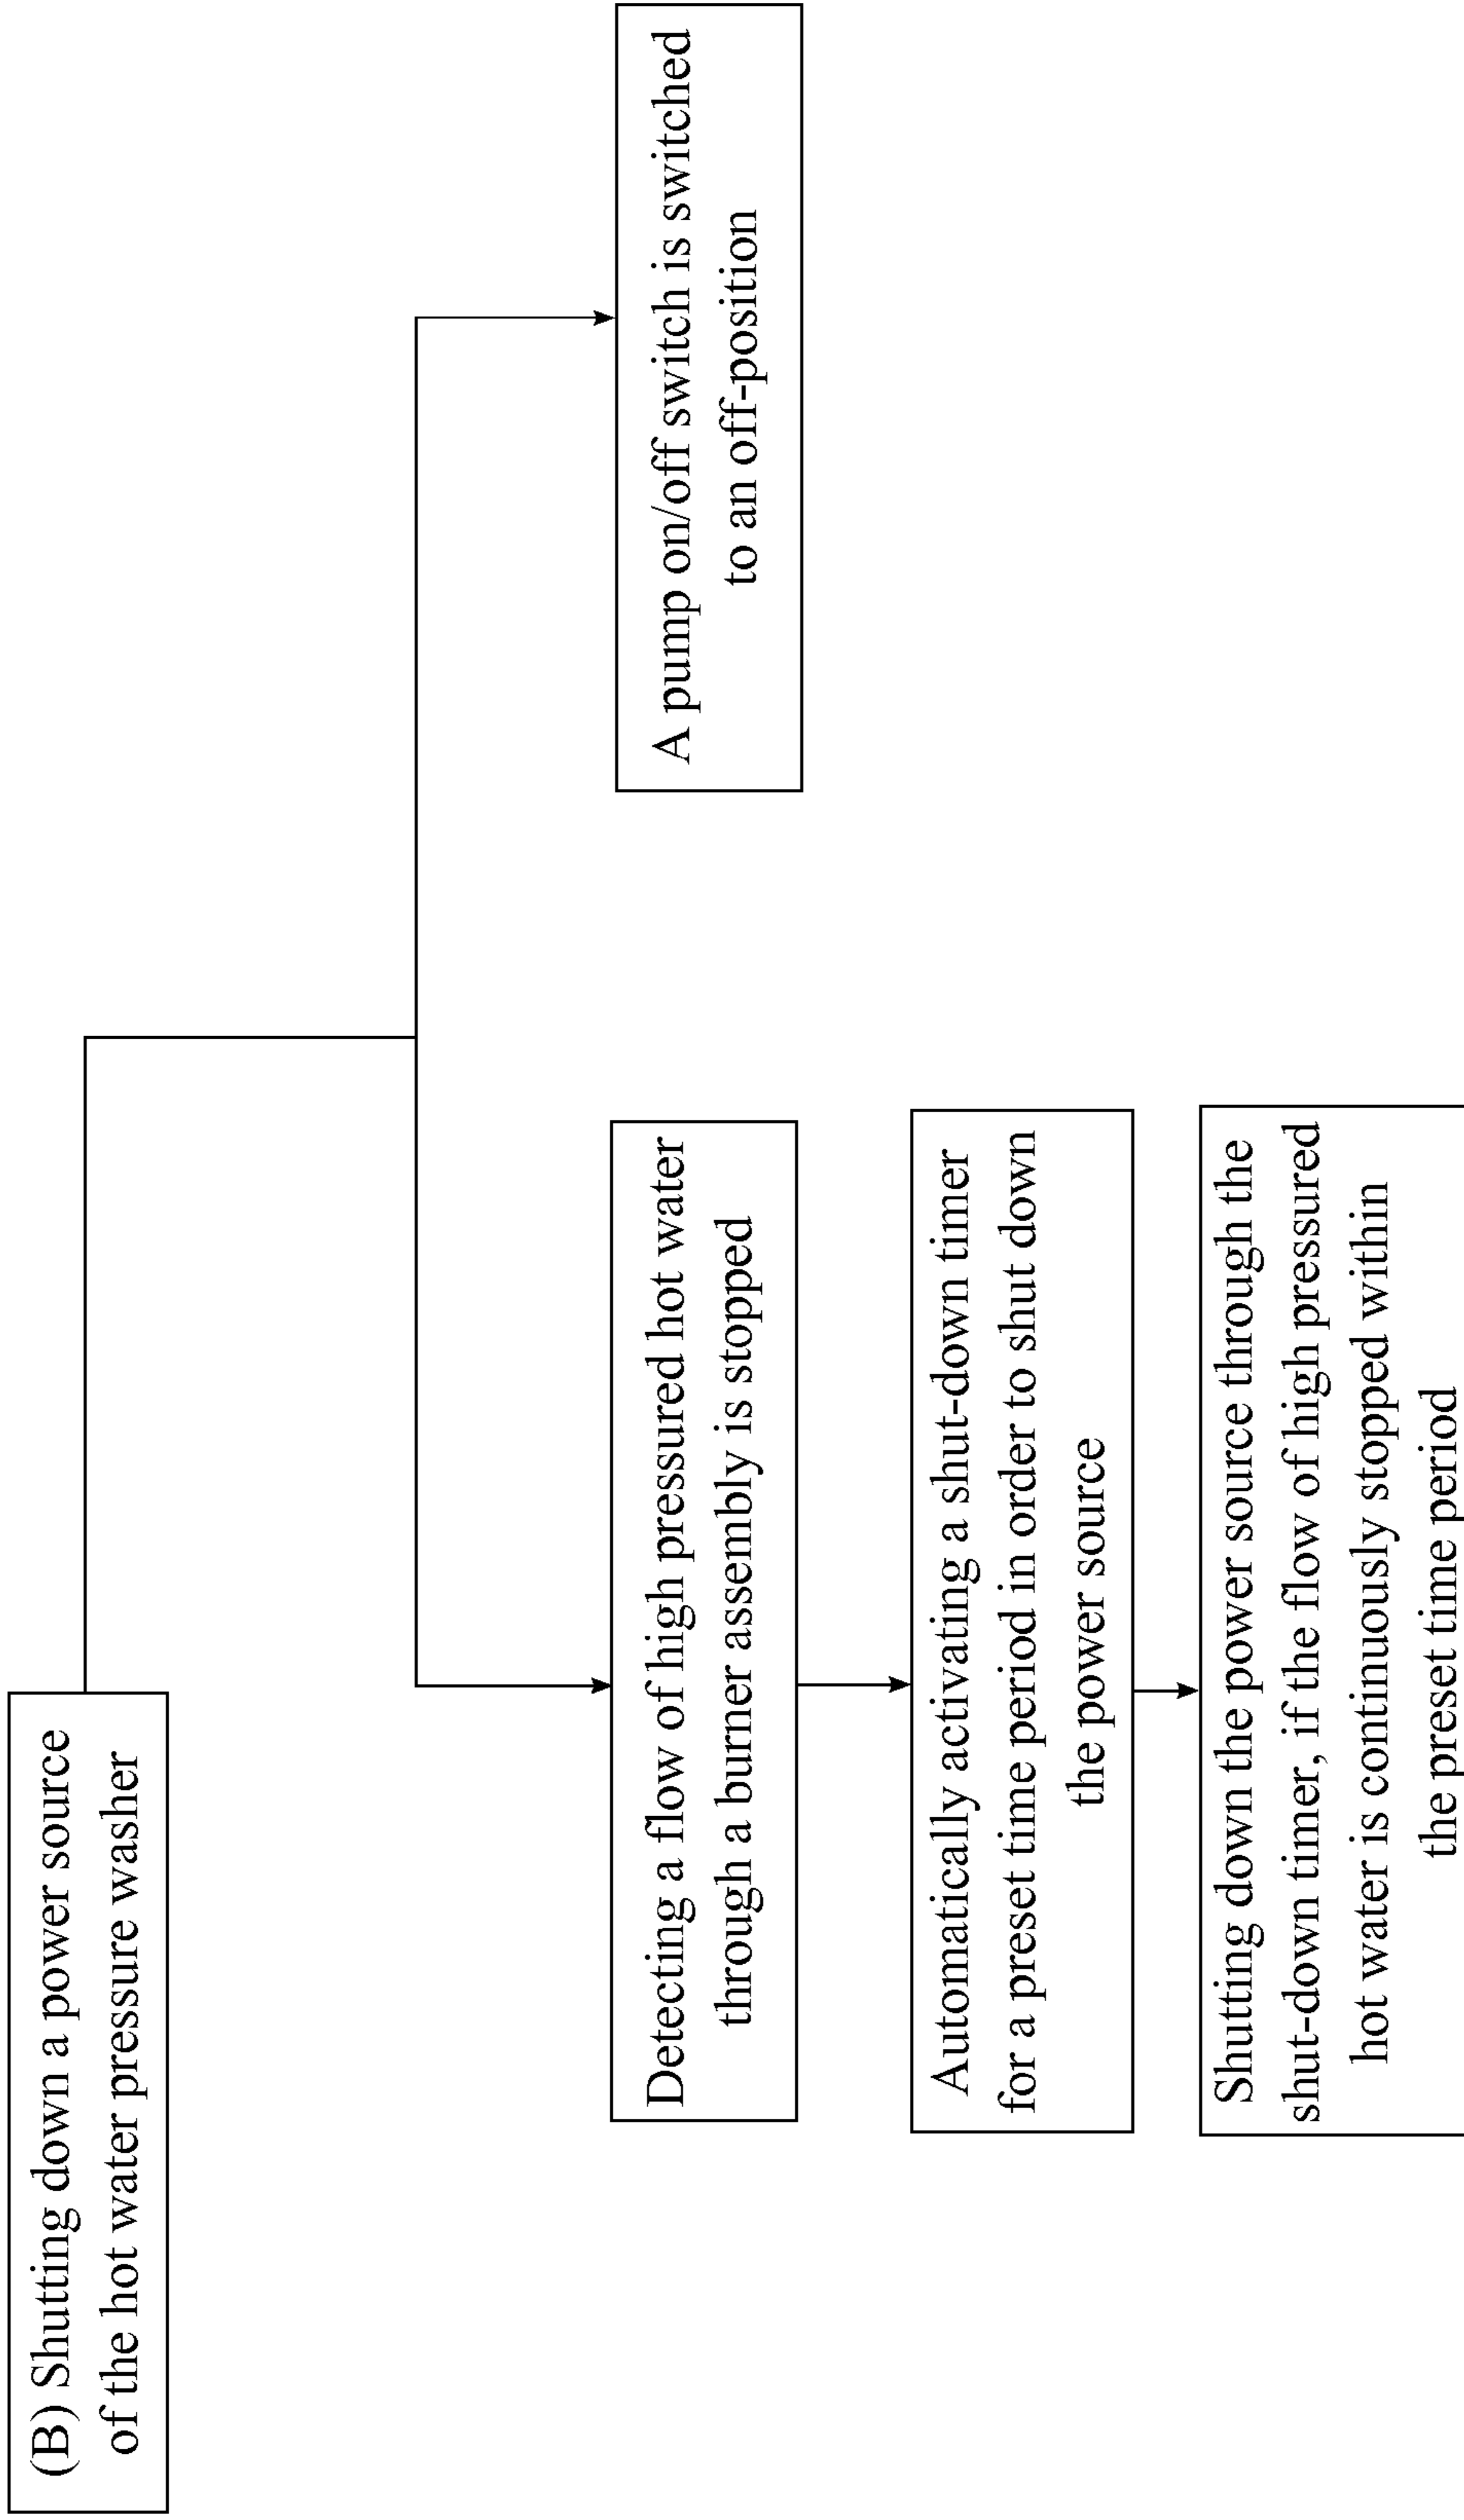 (B) Shutting down a power source
of the hot water pressure washer
Detecting a flow of high pressured hot water
through a burner assembly is stopped
A pump on/off switch is switched
to an off-position
Automatically activating a shut-down timer
for a preset time period in order to shut down
the power source
Shutting down the power source through the
shut-down timer, if the flow of high pressured
hot water is continuously stopped within
the preset time period